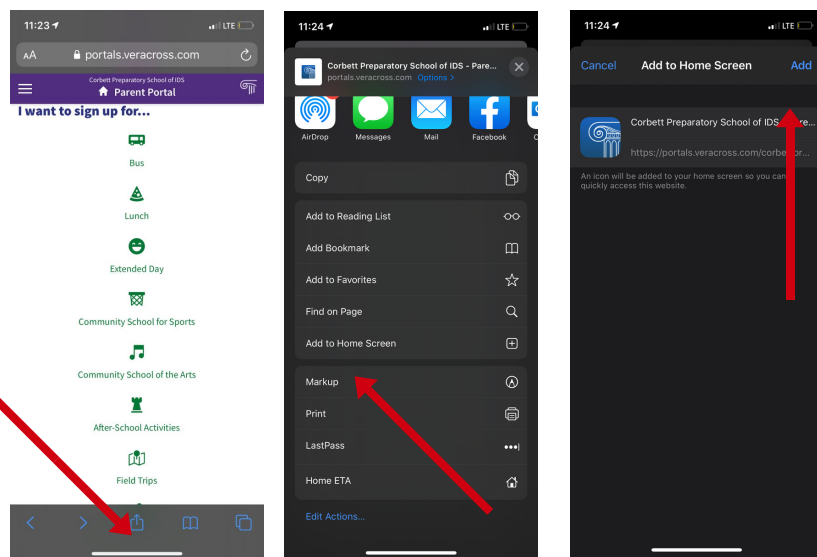 11:23
LTE
AA
portals.veracross.com
Corbett Preparatory School of IDS
Parent Portal
I want to sign up for...
Bus
Lunch
Extended Day
Community School for Sports
Community School of the Arts
After-School Activities
Field Trips
11:24
LTE
Corbett Preparatory School of IDS - Pare...
portals.veracross.com Options >
AirDrop
Messages
Mail
Facebook
Copy
Add to Reading List
Add Bookmark
Add to Favorites
Find on Page
Add to Home Screen
Markup
Print
LastPass
Home ETA
Edit Actions...
11:24
LTE
Cancel
Add to Home Screen
Add
Corbett Preparatory School of IDS
https://portals.veracross.com/
An icon will be added to your home screen so you can
quickly access this website.